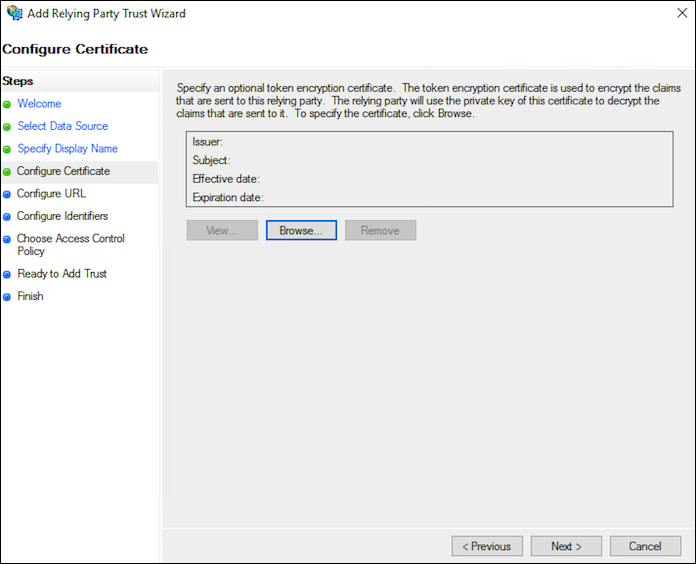 Add Relying Party Trust Wizard
Configure Certificate
Steps
Welcome
Select Data Source
Specify Display Name
Configure Certificate
Configure URL
Configure Identifiers
Choose Access Control
Policy
Ready to Add Trust
Finish
Specify an optional token encryption certificate. The token encryption certificate is used to encrypt the claims
that are sent to this relying party. The relying party will use the private key of this certificate to decrypt the
claims that are sent to it. To specify the certificate, click Browse.
Issuer:
Subject:
Effective date:
Expiration date:
View... Browse... Remove
< Previous Next > Cancel